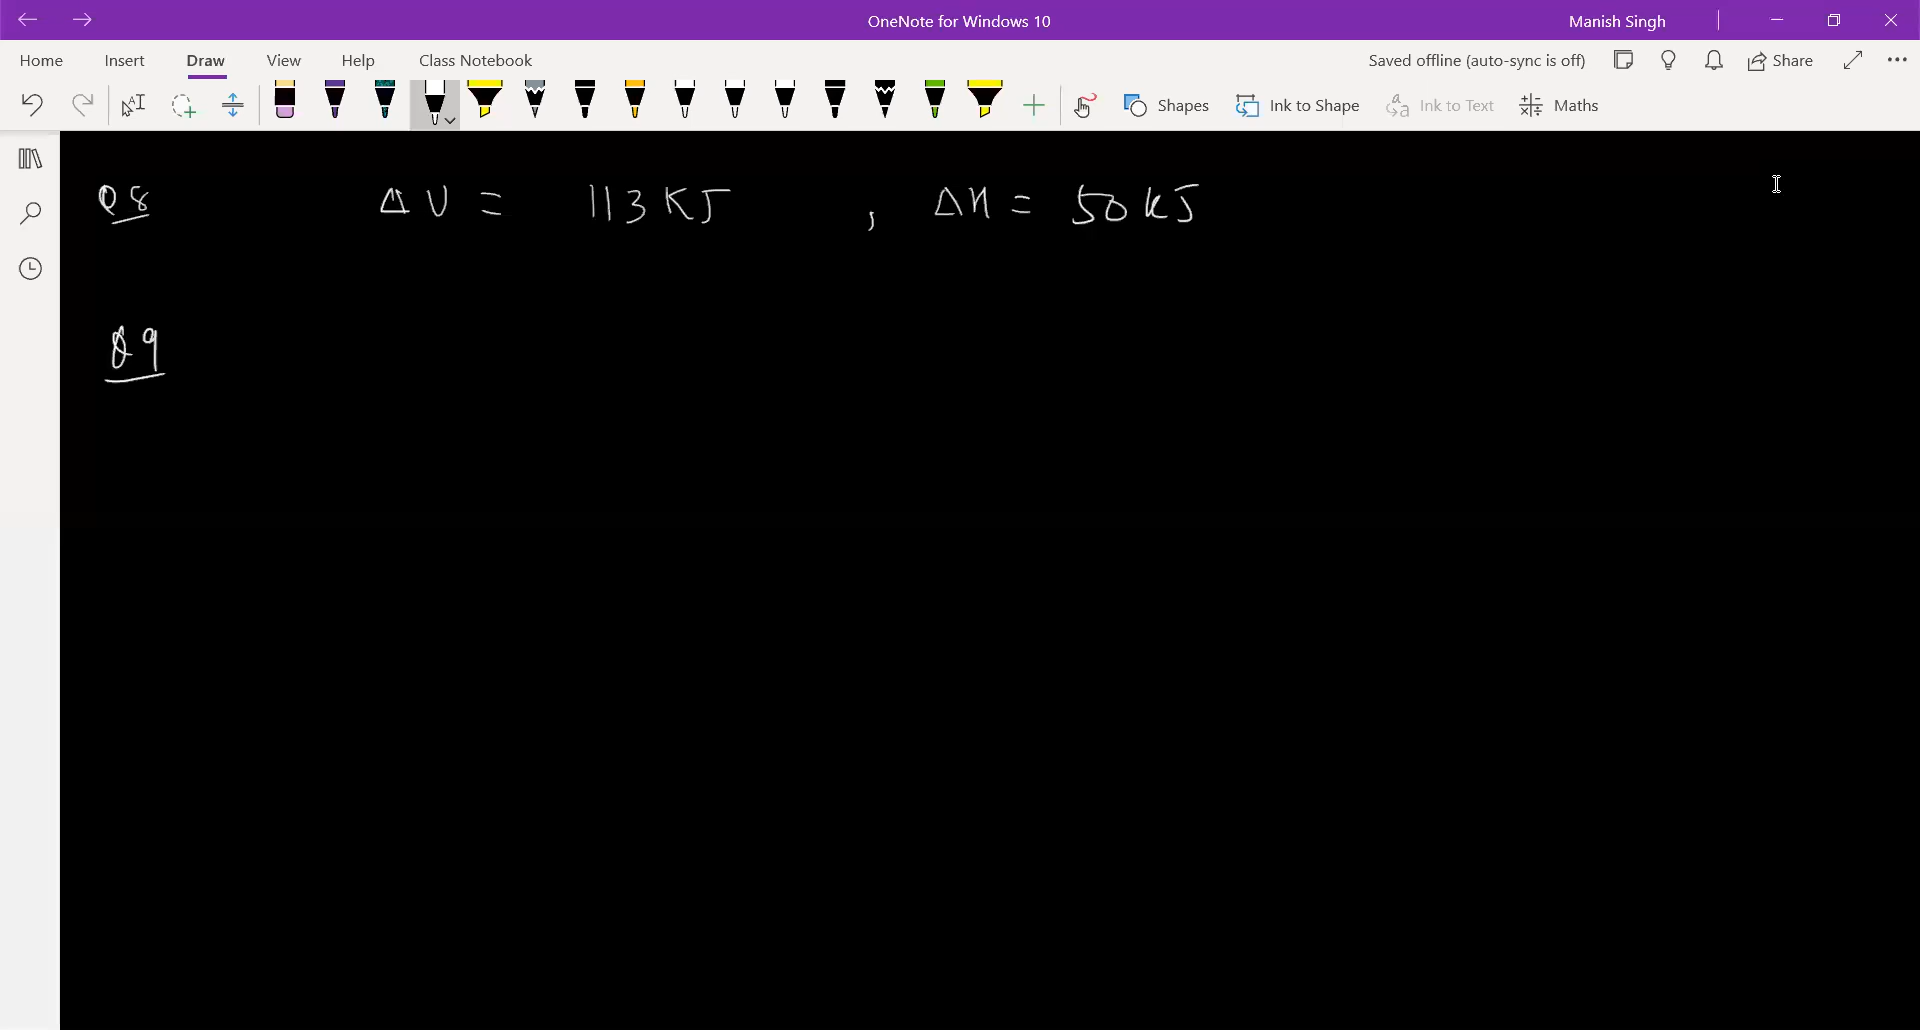 OneNote for Windows 10
Manish Singh
Home Insert Draw View Help Class Notebook
Saved offline (auto-sync is off)
Share
Shapes Ink to Shape Ink to Text Maths
Q8 ΔU = 113 KJ , ΔH = 50 kJ
Q9